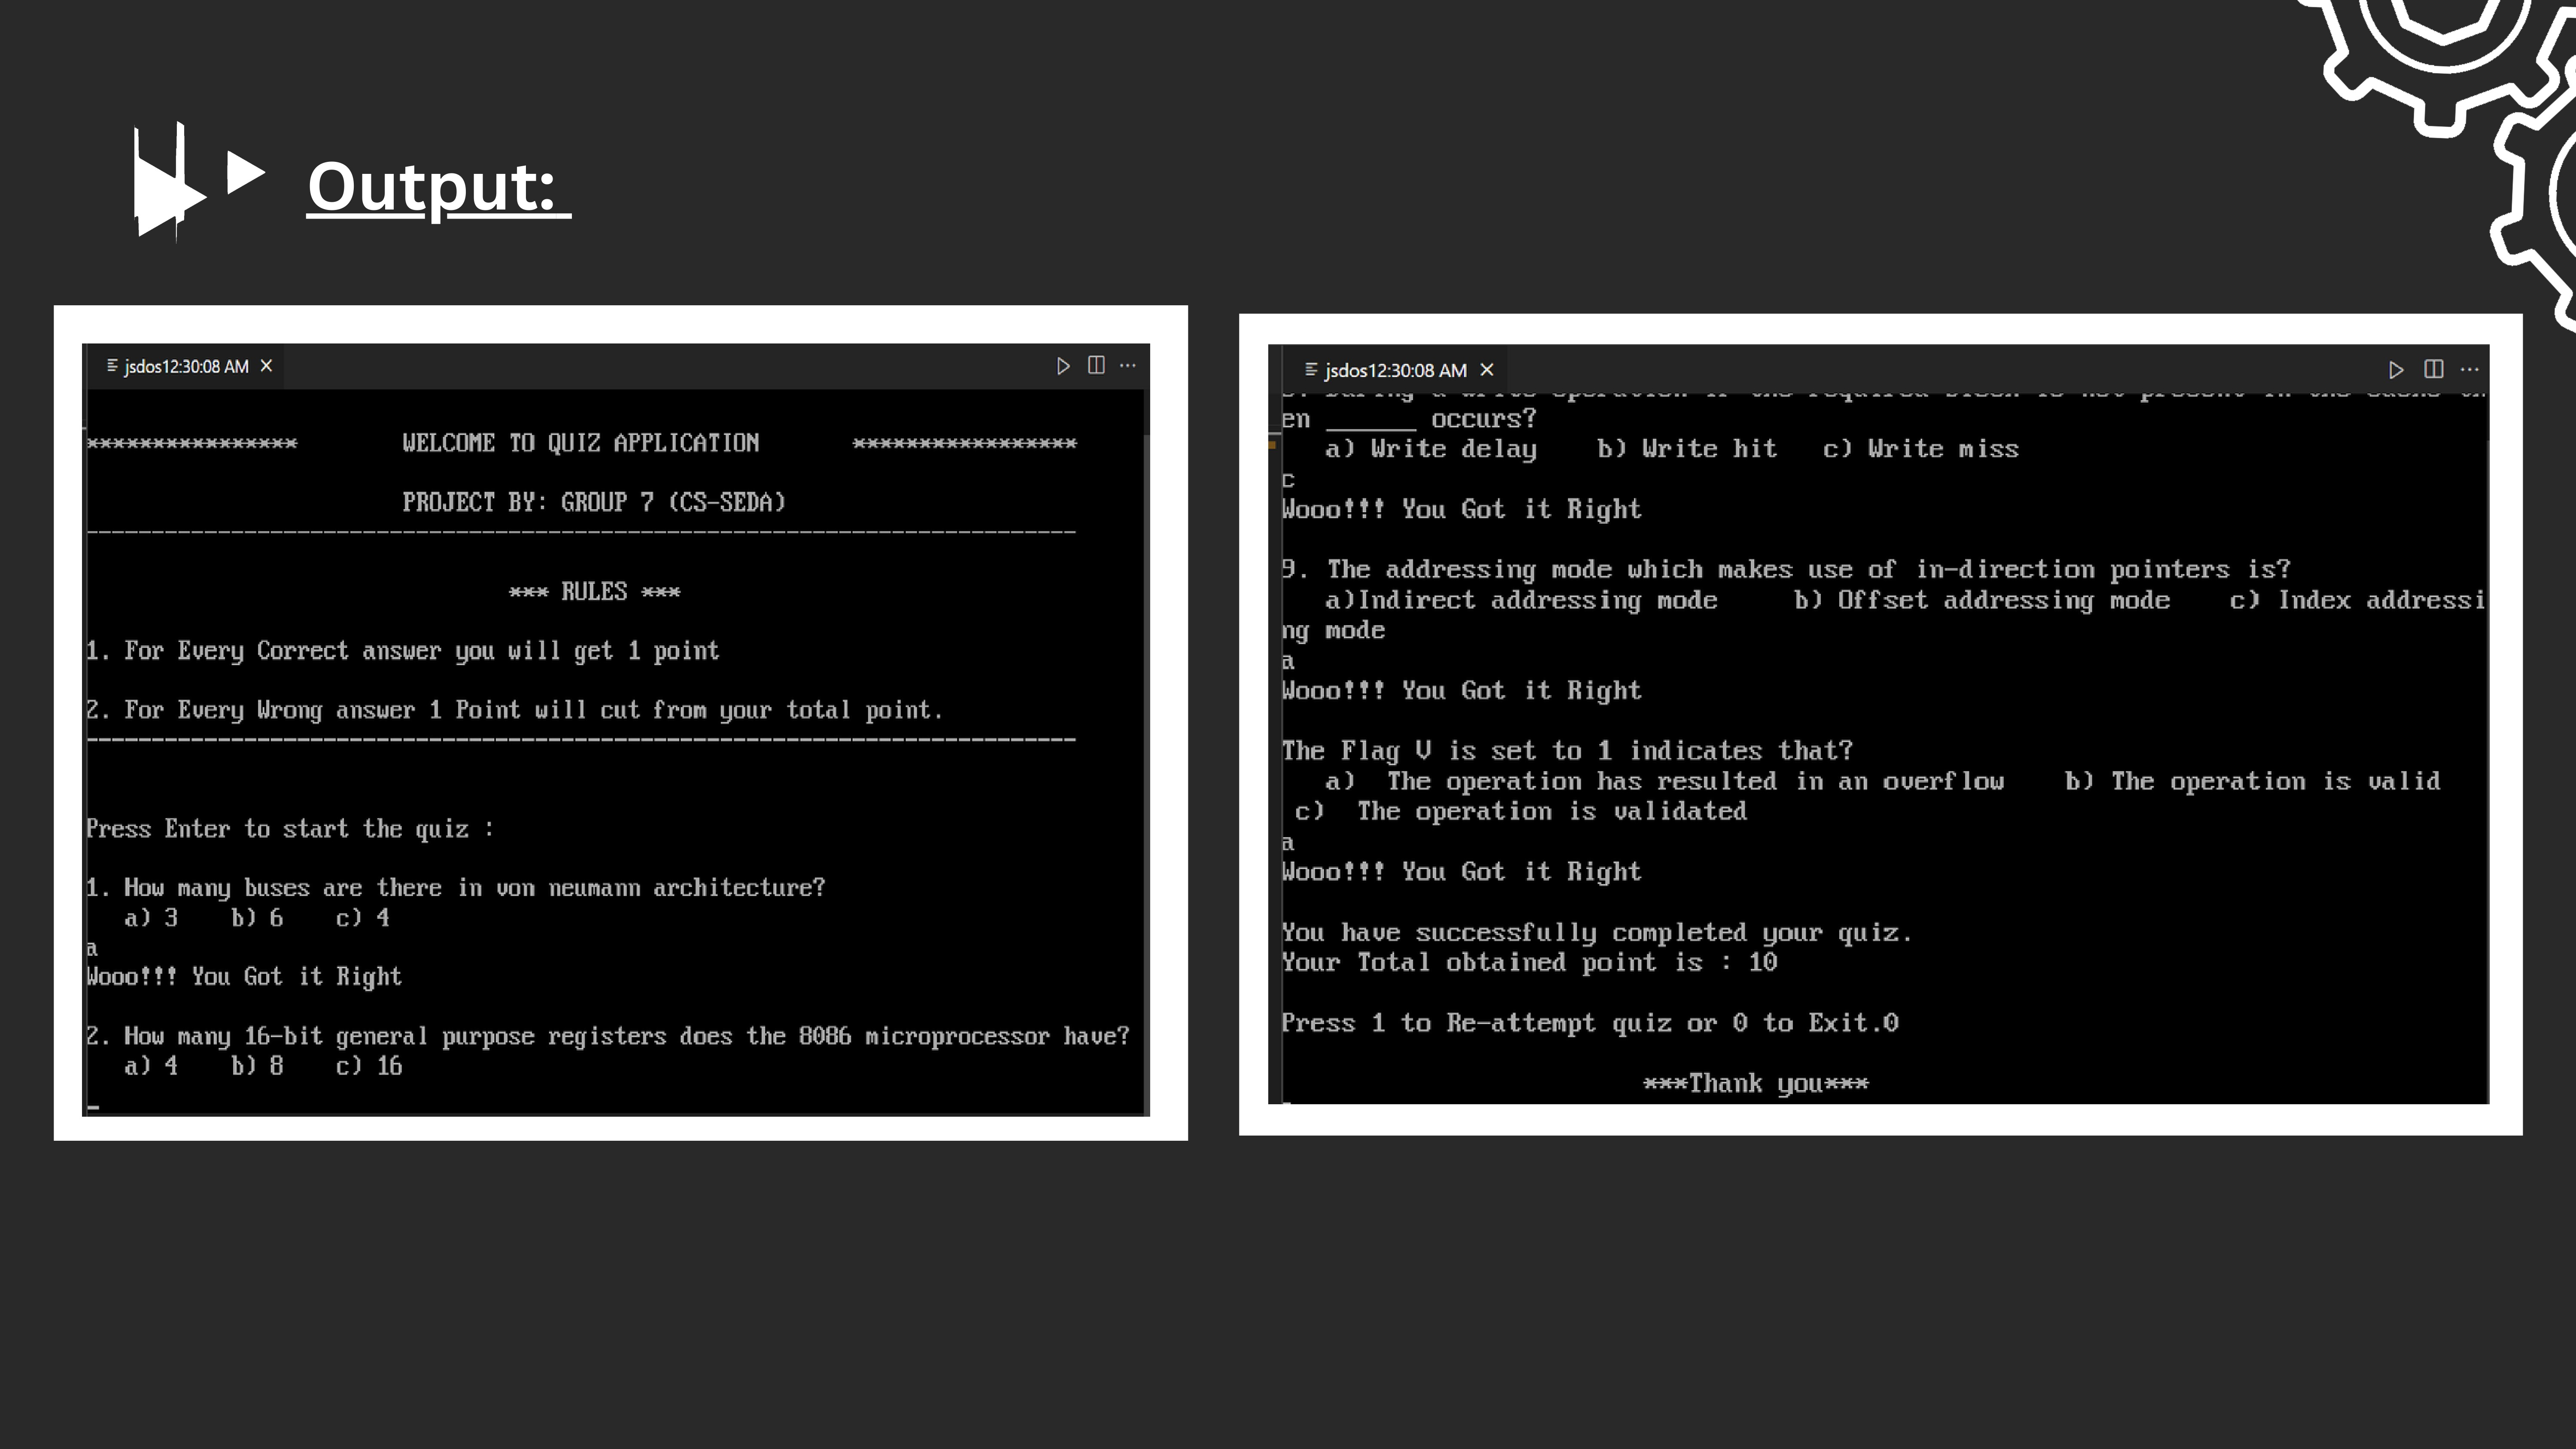 Output:
jsdos12:30:08 AM
**************** WELCOME TO QUIZ APPLICATION *****************
PROJECT BY: GROUP 7 (CS-SEDA)
*** RULES ***
1. For Every Correct answer you will get 1 point
2. For Every Wrong answer 1 Point will cut from your total point.
Press Enter to start the quiz :
1. How many buses are there in von neumann architecture?
a) 3 b) 6 c) 4
a
Wooo!!! You Got it Right
2. How many 16-bit general purpose registers does the 8086 microprocessor have?
a) 4 b) 8 c) 16
jsdos12:30:08 AM
en ______ occurs?
a) Write delay b) Write hit c) Write miss
c
Wooo!!! You Got it Right
9. The addressing mode which makes use of in-direction pointers is?
a)Indirect addressing mode b) Offset addressing mode c) Index addressi
ng mode
a
Wooo!!! You Got it Right
The Flag V is set to 1 indicates that?
a) The operation has resulted in an overflow b) The operation is valid
c) The operation is validated
a
Wooo!!! You Got it Right
You have successfully completed your quiz.
Your Total obtained point is : 10
Press 1 to Re-attempt quiz or 0 to Exit.0
***Thank you***